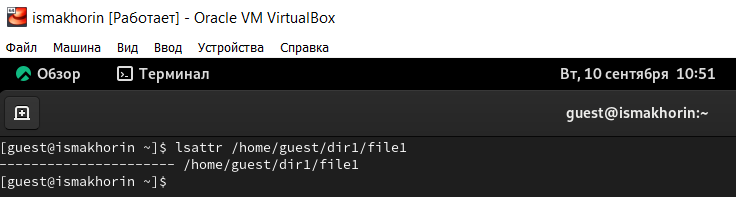 ismakhorin [Работает] - Oracle VM VirtualBox
Файл Машина Вид Ввод Устройства Справка
Обзор Терминал Вт, 10 сентября 10:51
guest@ismakhorin:~
[guest@ismakhorin ~]$ lsattr /home/guest/dir1/file1
---------------------- /home/guest/dir1/file1
[guest@ismakhorin ~]$